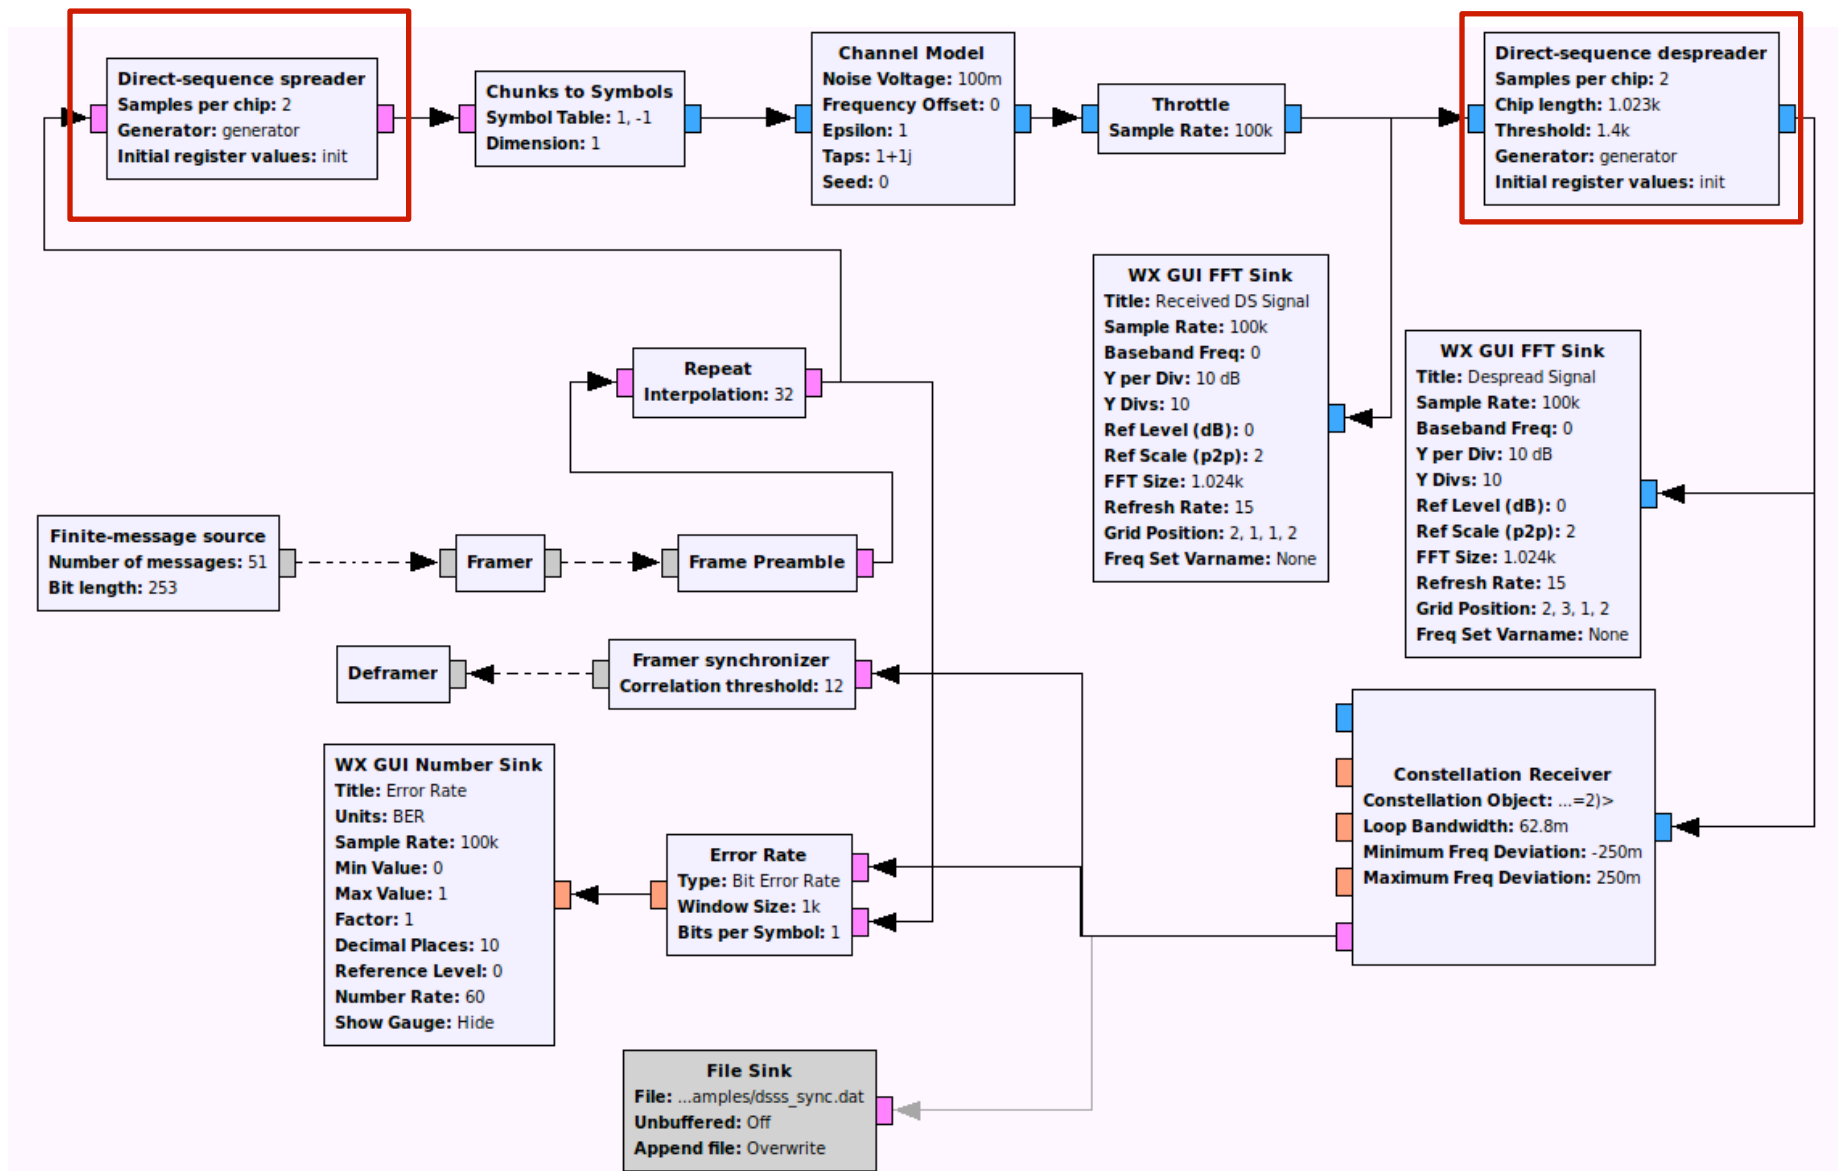 Direct-sequence spreader
Samples per chip: 2
Generator: generator
Initial register values: init
Chunks to Symbols
Symbol Table: 1, -1
Dimension: 1
Channel Model
Noise Voltage: 100m
Frequency Offset: 0
Epsilon: 1
Taps: 1+1j
Seed: 0
Throttle
Sample Rate: 100k
Direct-sequence despreader
Samples per chip: 2
Chip length: 1.023k
Threshold: 1.4k
Generator: generator
Initial register values: init
WX GUI FFT Sink
Title: Received DS Signal
Sample Rate: 100k
Baseband Freq: 0
Y per Div: 10 dB
Y Divs: 10
Ref Level (dB): 0
Ref Scale (p2p): 2
FFT Size: 1.024k
Refresh Rate: 15
Grid Position: 2, 1, 1, 2
Freq Set Varname: None
WX GUI FFT Sink
Title: Despread Signal
Sample Rate: 100k
Baseband Freq: 0
Y per Div: 10 dB
Y Divs: 10
Ref Level (dB): 0
Ref Scale (p2p): 2
FFT Size: 1.024k
Refresh Rate: 15
Grid Position: 2, 3, 1, 2
Freq Set Varname: None
Repeat
Interpolation: 32
Finite-message source
Number of messages: 51
Bit length: 253
Framer
Frame Preamble
Deframer
Framer synchronizer
Correlation threshold: 12
WX GUI Number Sink
Title: Error Rate
Units: BER
Sample Rate: 100k
Min Value: 0
Max Value: 1
Factor: 1
Decimal Places: 10
Reference Level: 0
Number Rate: 60
Show Gauge: Hide
Error Rate
Type: Bit Error Rate
Window Size: 1k
Bits per Symbol: 1
Constellation Receiver
Constellation Object: ...=2)>
Loop Bandwidth: 62.8m
Minimum Freq Deviation: -250m
Maximum Freq Deviation: 250m
File Sink
File: ...amples/dsss_sync.dat
Unbuffered: Off
Append file: Overwrite